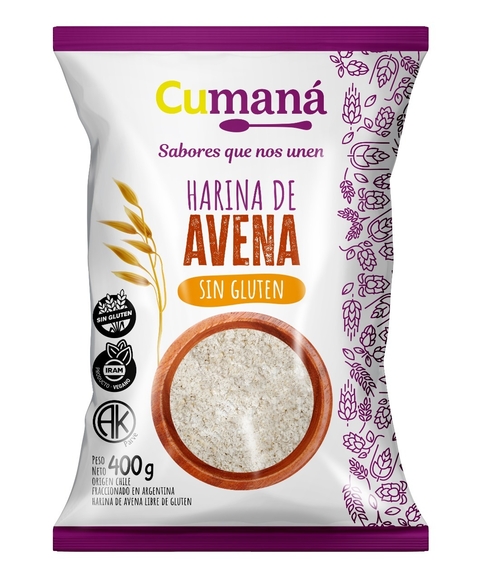 Cumaná
Sabores que nos unen
HARINA DE
AVENA
SIN GLUTEN
SIN GLUTEN
IRAM
PRODUCTO VEGANO
AK
Parve
PESO
NETO 400g
ORIGEN CHILE
FRACCIONADO EN ARGENTINA
HARINA DE AVENA LIBRE DE GLUTEN